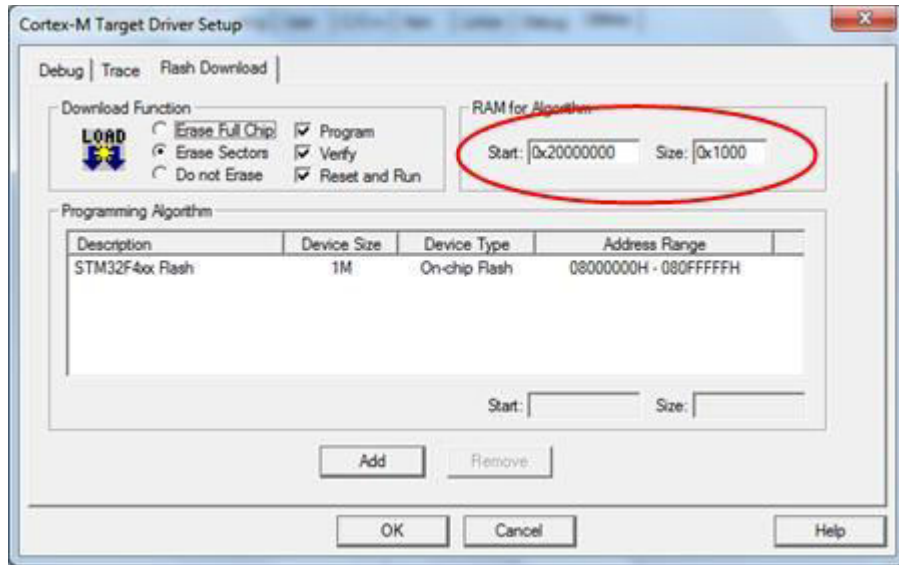 Cortex-M Target Driver Setup
Debug Trace Flash Download
Download Function
LOAD
Erase Full Chip
Erase Sectors
Do not Erase
Program
Verify
Reset and Run
RAM for Algorithm
Start: 0x20000000 Size: 0x1000
Programming Algorithm
Description Device Size Device Type Address Range
STM32F4xx Flash 1M On-chip Flash 08000000H - 080FFFFFH
Start: Size:
Add Remove
OK Cancel Help